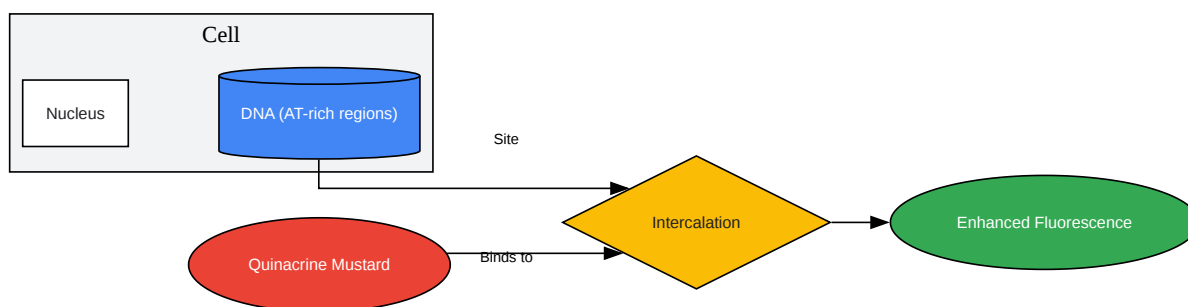 Cell
Nucleus
DNA (AT-rich regions)
Site
Intercalation
Enhanced Fluorescence
Quinacrine Mustard
Binds to